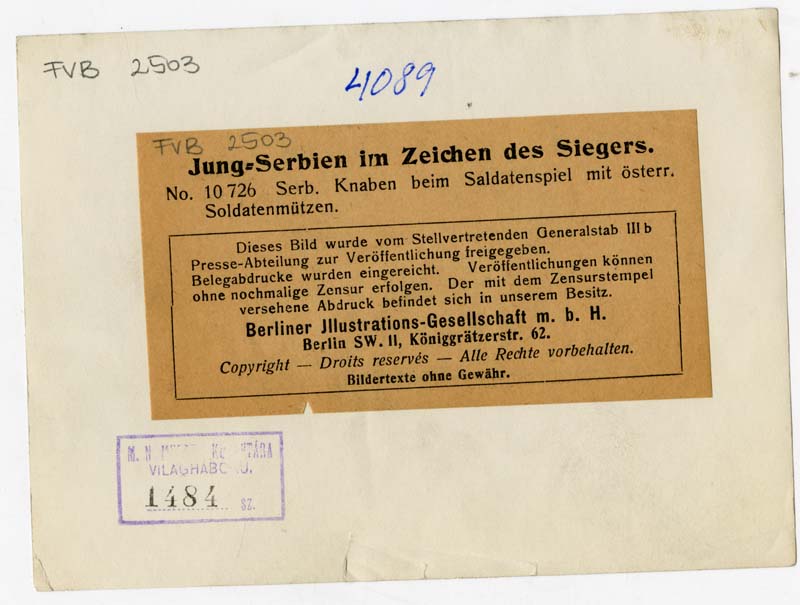 FVB 2503
4089
FVB 2503
Jung-Serbien im Zeichen des Siegers.
No. 10 726 Serb. Knaben beim Saldatenspiel mit österr.
Soldatenmützen.
Dieses Bild wurde vom Stellvertretenden Generalstab III b
Presse-Abteilung zur Veröffentlichung freigegeben.
Belegabdrucke wurden eingereicht. Veröffentlichungen können
ohne nochmalige Zensur erfolgen. Der mit dem Zensurstempel
versehene Abdruck befindet sich in unserem Besitz.
Berliner Jllustrations-Gesellschaft m. b. H.
Berlin SW. 11, Königgrätzerstr. 62.
Copyright — Droits reservés — Alle Rechte vorbehalten.
Bildertexte ohne Gewähr.
M. N.
1484 SZ.